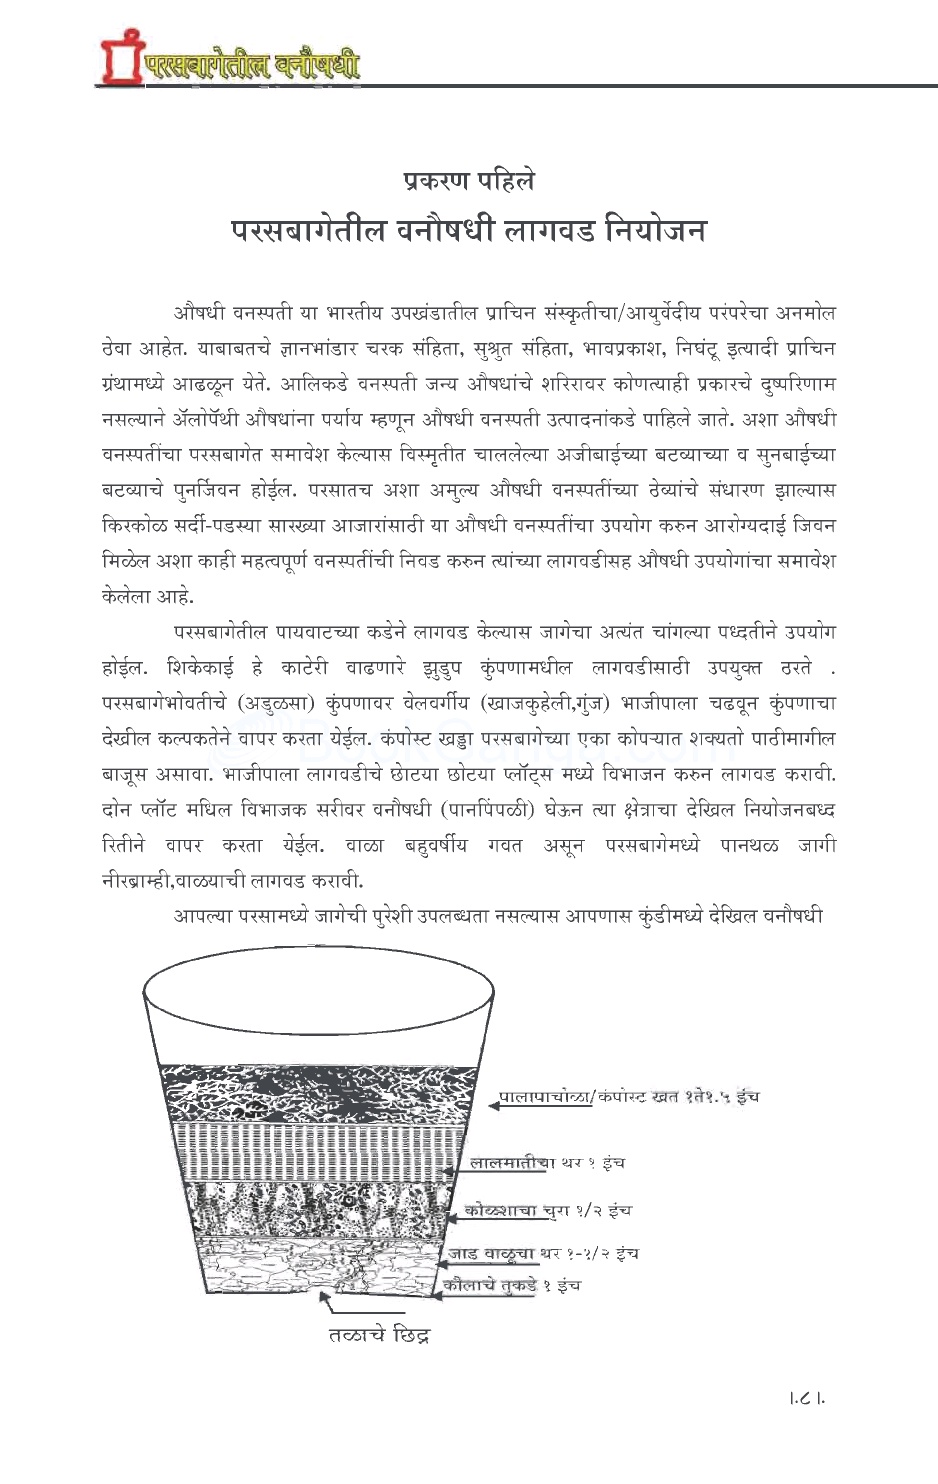 परसबागेतील वनौषधी
प्रकरण पहिले
परसबागेतील वनौषधी लागवड नियोजन
औषधी वनस्पती या भारतीय उपखंडातील प्राचिन संस्कृतीचा/आयुर्वेदीय परंपरेचा अनमोल
ठेवा आहेत. याबाबतचे ज्ञानभांडार चरक संहिता, सुश्रुत संहिता, भावप्रकाश, निघंटू इत्यादी प्राचिन
ग्रंथामध्ये आढळून येते. आलिकडे वनस्पती जन्य औषधांचे शरिरावर कोणत्याही प्रकारचे दुष्परिणाम
नसल्याने ॲलोपॅथी औषधांना पर्याय म्हणून औषधी वनस्पती उत्पादनांकडे पाहिले जाते. अशा औषधी
वनस्पतींचा परसबागेत समावेश केल्यास विस्मृतीत चाललेल्या अजीबाईच्या बटव्याच्या व सुनबाईच्या
बटव्याचे पुनर्जिवन होईल. परसातच अशा अमुल्य औषधी वनस्पतींच्या ठेव्यांचे संधारण झाल्यास
किरकोळ सर्दी-पडस्या सारख्या आजारांसाठी या औषधी वनस्पतींचा उपयोग करुन आरोग्यदाई जिवन
मिळेल अशा काही महत्वपूर्ण वनस्पतींची निवड करुन त्यांच्या लागवडीसह औषधी उपयोगांचा समावेश
केलेला आहे.
परसबागेतील पायवाटच्या कडेने लागवड केल्यास जागेचा अत्यंत चांगल्या पध्दतीने उपयोग
होईल. शिकेकाई हे काटेरी वाढणारे झुडुप कुंपणामधील लागवडीसाठी उपयुक्त ठरते .
परसबागेभोवतीचे (अडुळसा) कुंपणावर वेलवर्गीय (खाजकुहेली,गुंज) भाजीपाला चढवून कुंपणाचा
देखील कल्पकतेने वापर करता येईल. कंपोस्ट खड्डा परसबागेच्या एका कोपऱ्यात शक्यतो पाठीमागील
बाजूस असावा. भाजीपाला लागवडीचे छोटया छोटया प्लॉट्स मध्ये विभाजन करुन लागवड करावी.
दोन प्लॉट मधिल विभाजक सरीवर वनौषधी (पानपिंपळी) घेऊन त्या क्षेत्राचा देखिल नियोजनबध्द
रितीने वापर करता येईल. वाळा बहुवर्षीय गवत असून परसबागेमध्ये पानथळ जागी
नीरब्राम्ही,वाळयाची लागवड करावी.
आपल्या परसामध्ये जागेची पुरेशी उपलब्धता नसल्यास आपणास कुंडीमध्ये देखिल वनौषधी
पालापाचोळा/कंपोस्ट खत १ते१.५ इंच
लालमातीचा थर १ इंच
कोळशाचा चुरा १/२ इंच
जाड वाळूचा थर १-१/२ इंच
कौलाचे तुकडे १ इंच
तळाचे छिद्र
।.८।.